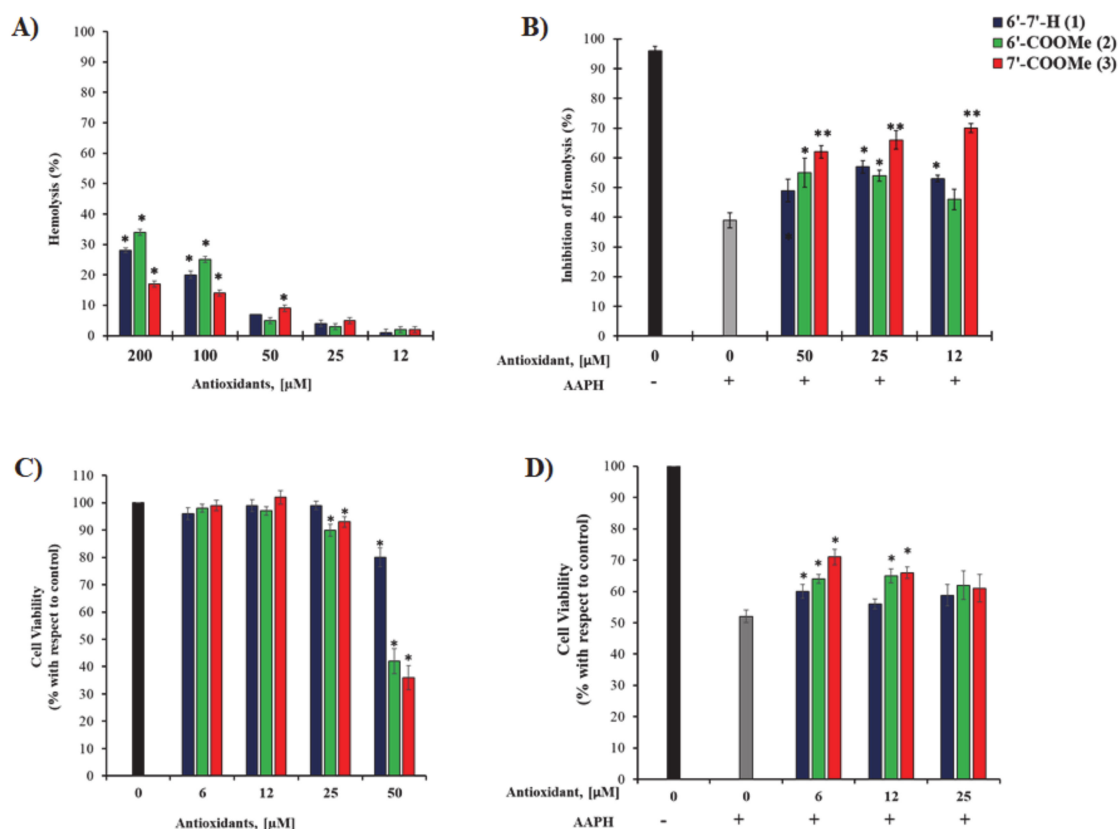 A)
Hemolysis (%)
100
90
80
70
60
50
40
30
20
10
0
* * *
* * *
*
200 100 50 25 12
Antioxidants, [µM]
B)
6'-7'-H (1)
6'-COOMe (2)
7'-COOMe (3)
Inhibition of Hemolysis (%)
100
90
80
70
60
50
40
30
20
10
0
* * **
* * **
* **
Antioxidant, [µM] 0 0 50 25 12
AAPH - + + + +
C)
Cell Viability
(% with respect to control)
110
100
90
80
70
60
50
40
30
20
10
0
* *
* * *
0 6 12 25 50
Antioxidants, [µM]
D)
Cell Viability
(% with respect to control)
100
90
80
70
60
50
40
30
20
10
0
* * *
* *
Antioxidant, [µM] 0 0 6 12 25
AAPH - + + + +